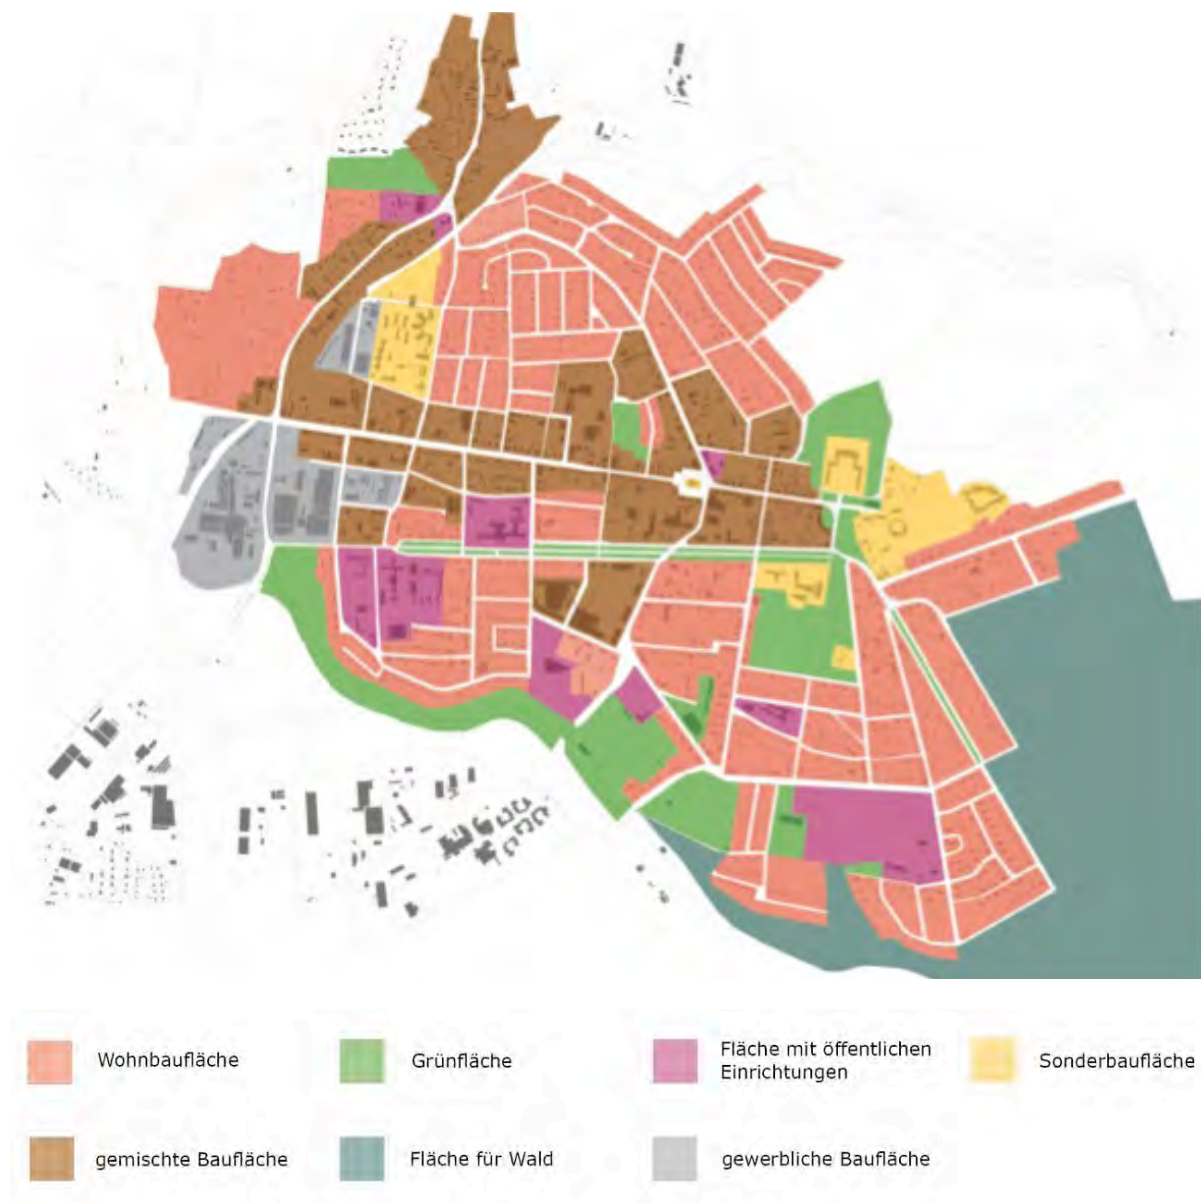 Wohnbaufläche
Grünfläche
Fläche mit öffentlichen
Einrichtungen
Sonderbaufläche
gemischte Baufläche
Fläche für Wald
gewerbliche Baufläche